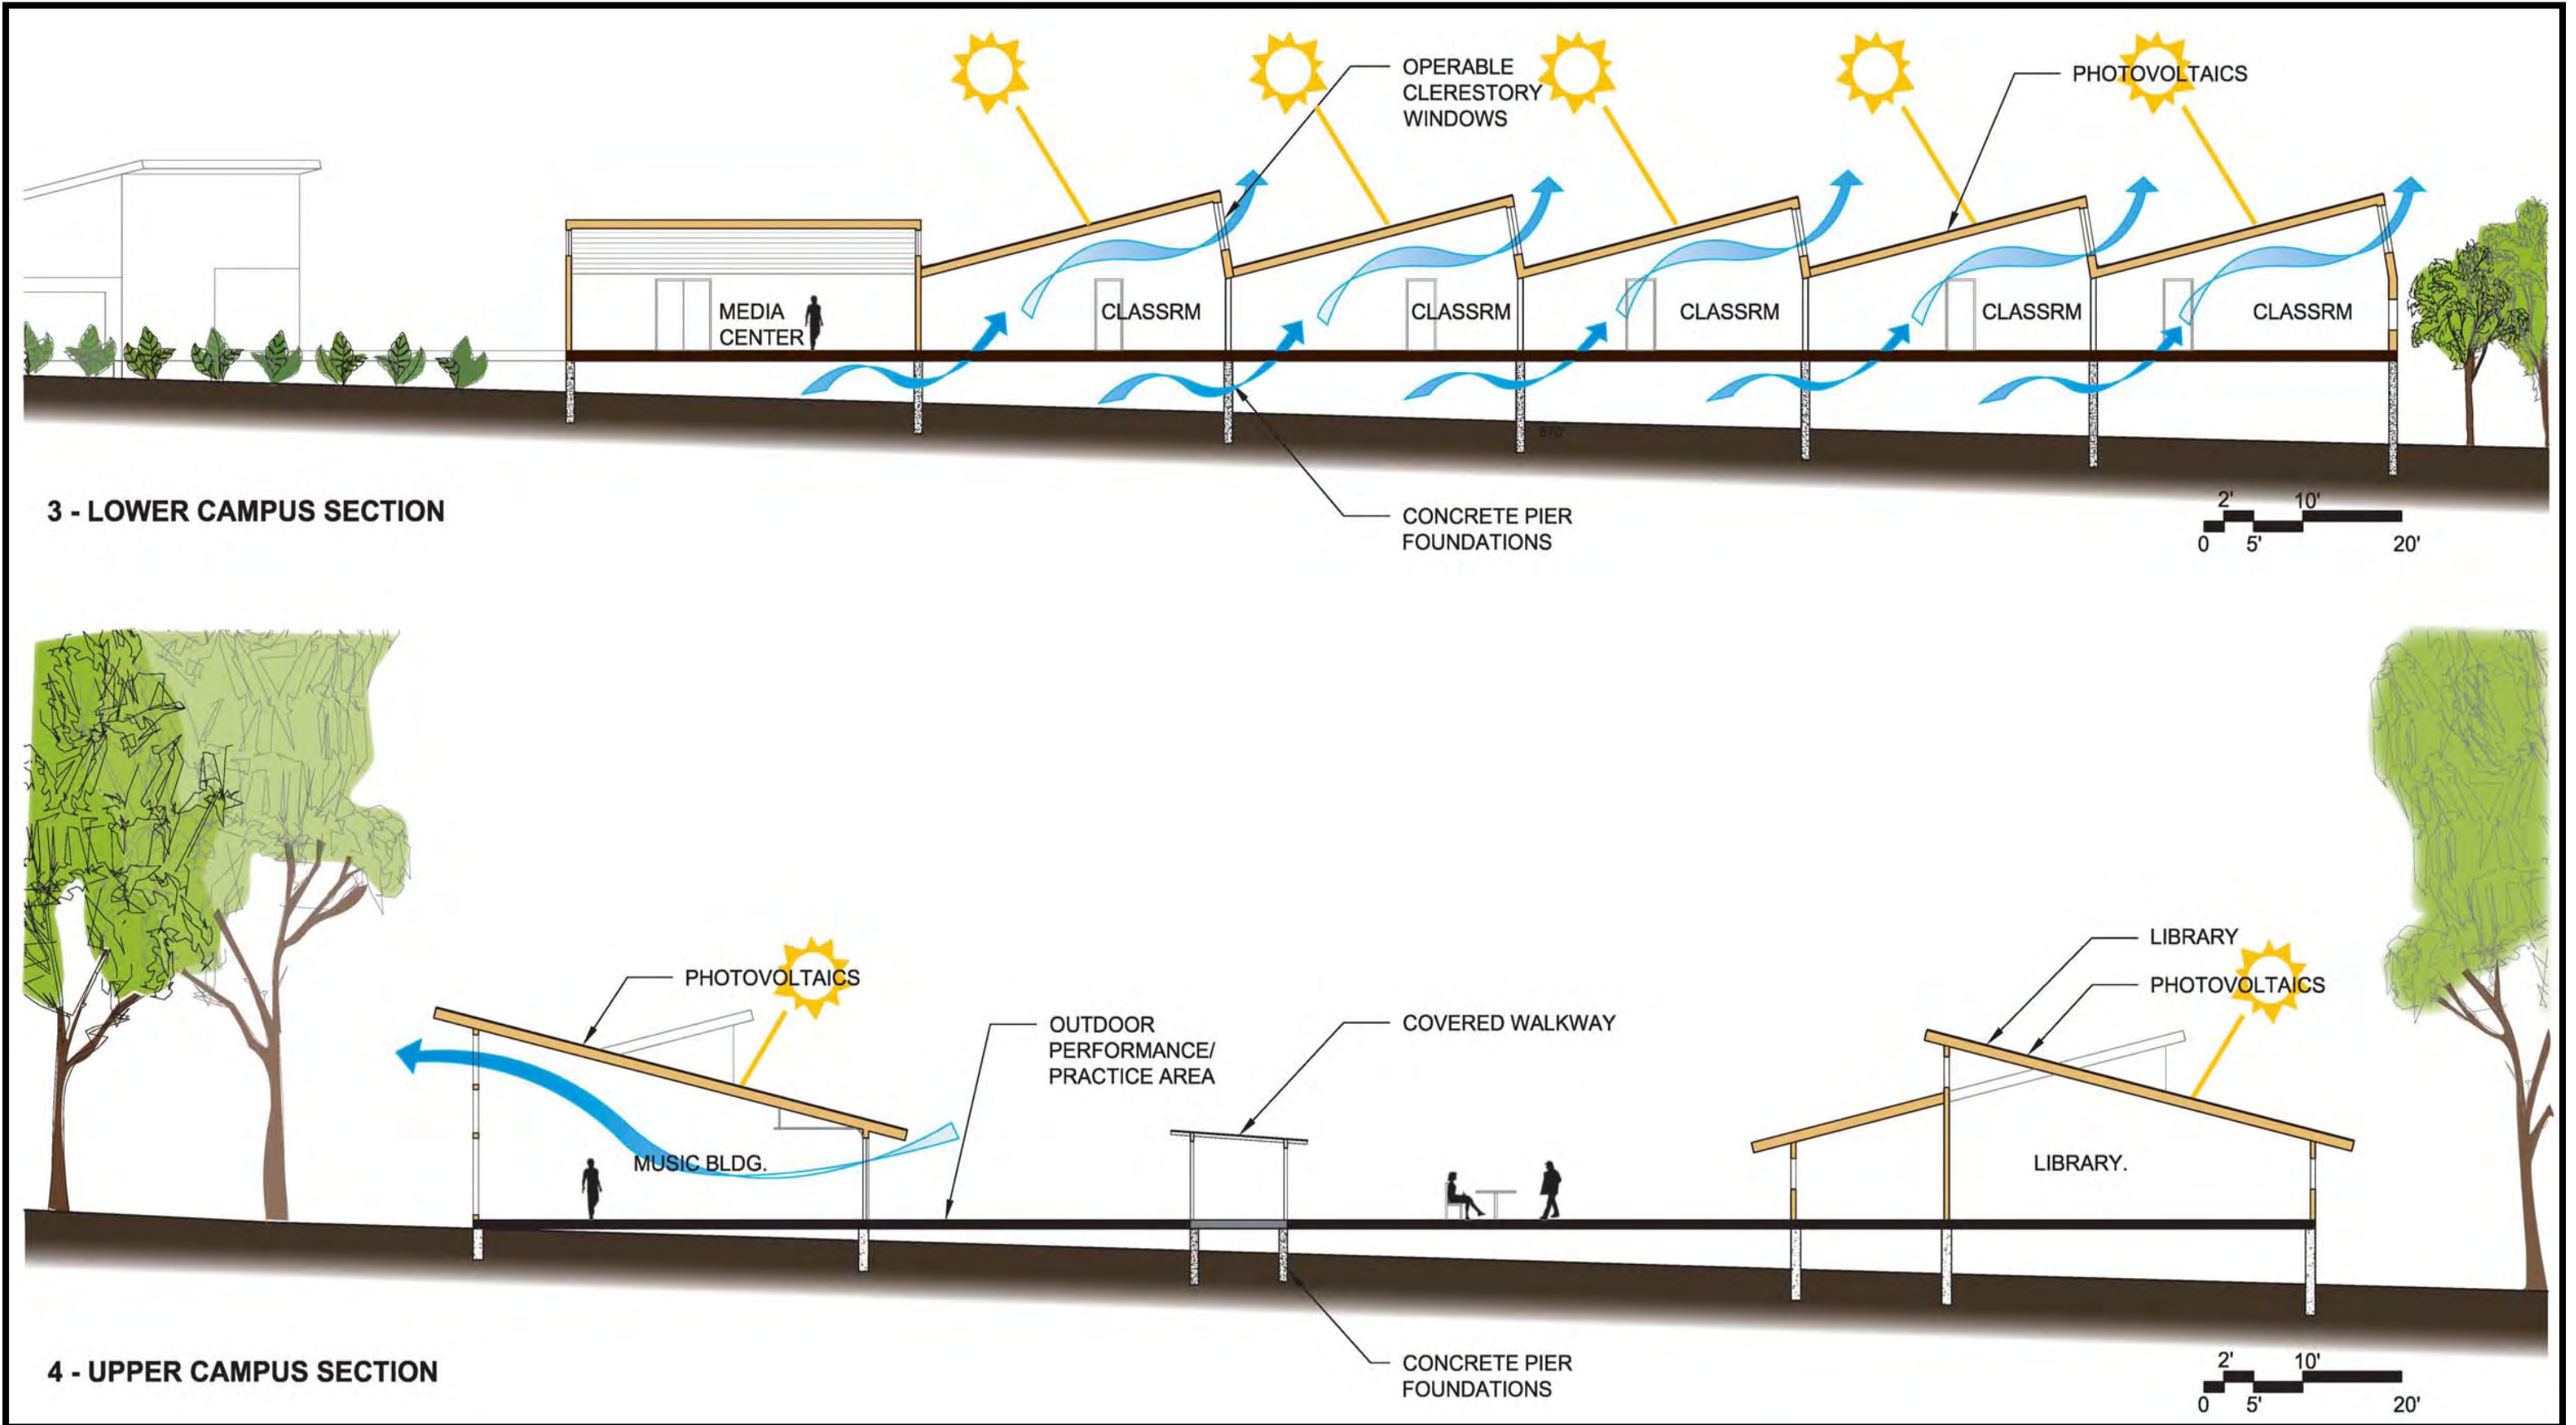 OPERABLE
CLERESTORY
WINDOWS
PHOTOVOLTAICS
MEDIA
CENTER
CLASSRM
CLASSRM
CLASSRM
CLASSRM
CLASSRM
3 - LOWER CAMPUS SECTION
CONCRETE PIER
FOUNDATIONS
2' 10'
0 5' 20'
LIBRARY
PHOTOVOLTAICS
PHOTOVOLTAICS
OUTDOOR
PERFORMANCE/
PRACTICE AREA
COVERED WALKWAY
MUSIC BLDG.
LIBRARY.
4 - UPPER CAMPUS SECTION
CONCRETE PIER
FOUNDATIONS
2' 10'
0 5' 20'